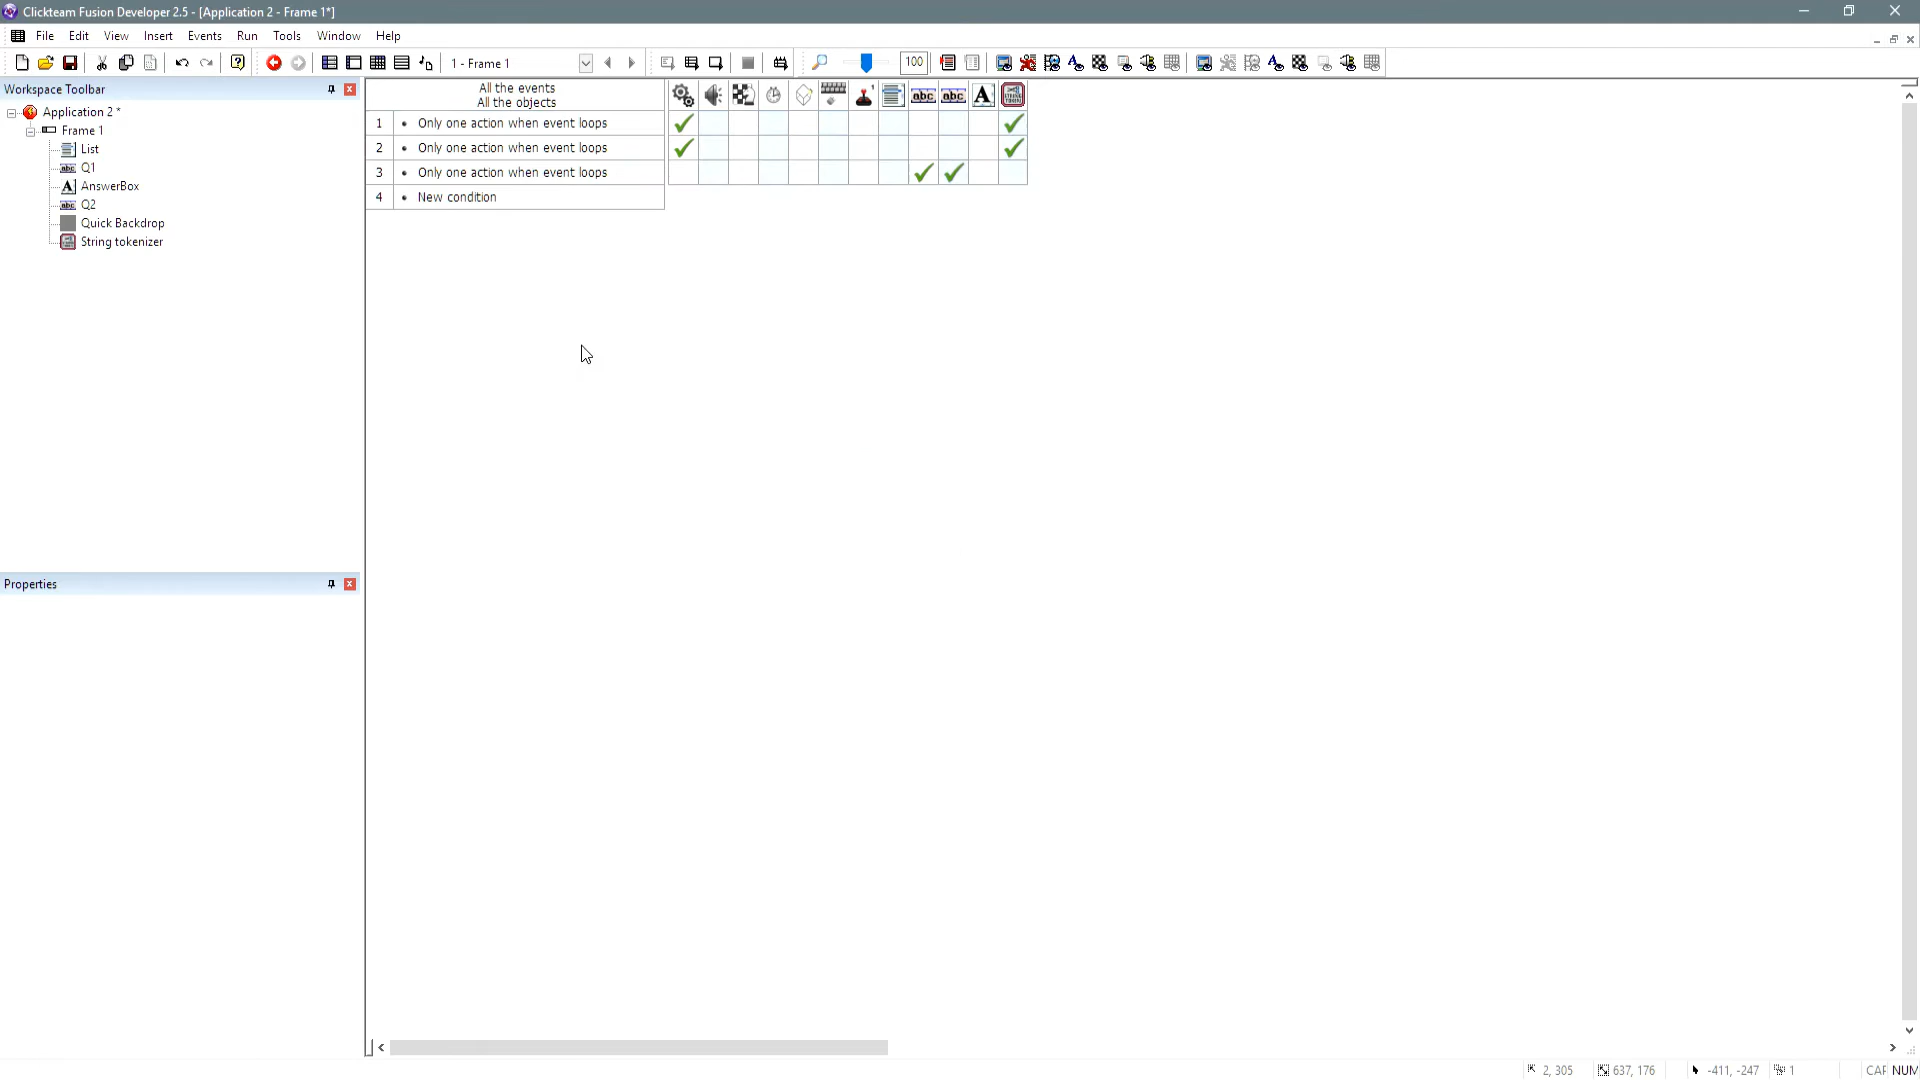 Clickteam Fusion Developer 2.5 - [Application 2 - Frame 1*]
File Edit View Insert Events Run Tools Window Help
1 - Frame 1 100
Workspace Toolbar
Application 2 *
Frame 1
List
Q1
AnswerBox
Q2
Quick Backdrop
String tokenizer
Properties
All the events
All the objects
1 • Only one action when event loops
2 • Only one action when event loops
3 • Only one action when event loops
4 • New condition
2, 305 637, 176 -411, -247 1 CAP NUM